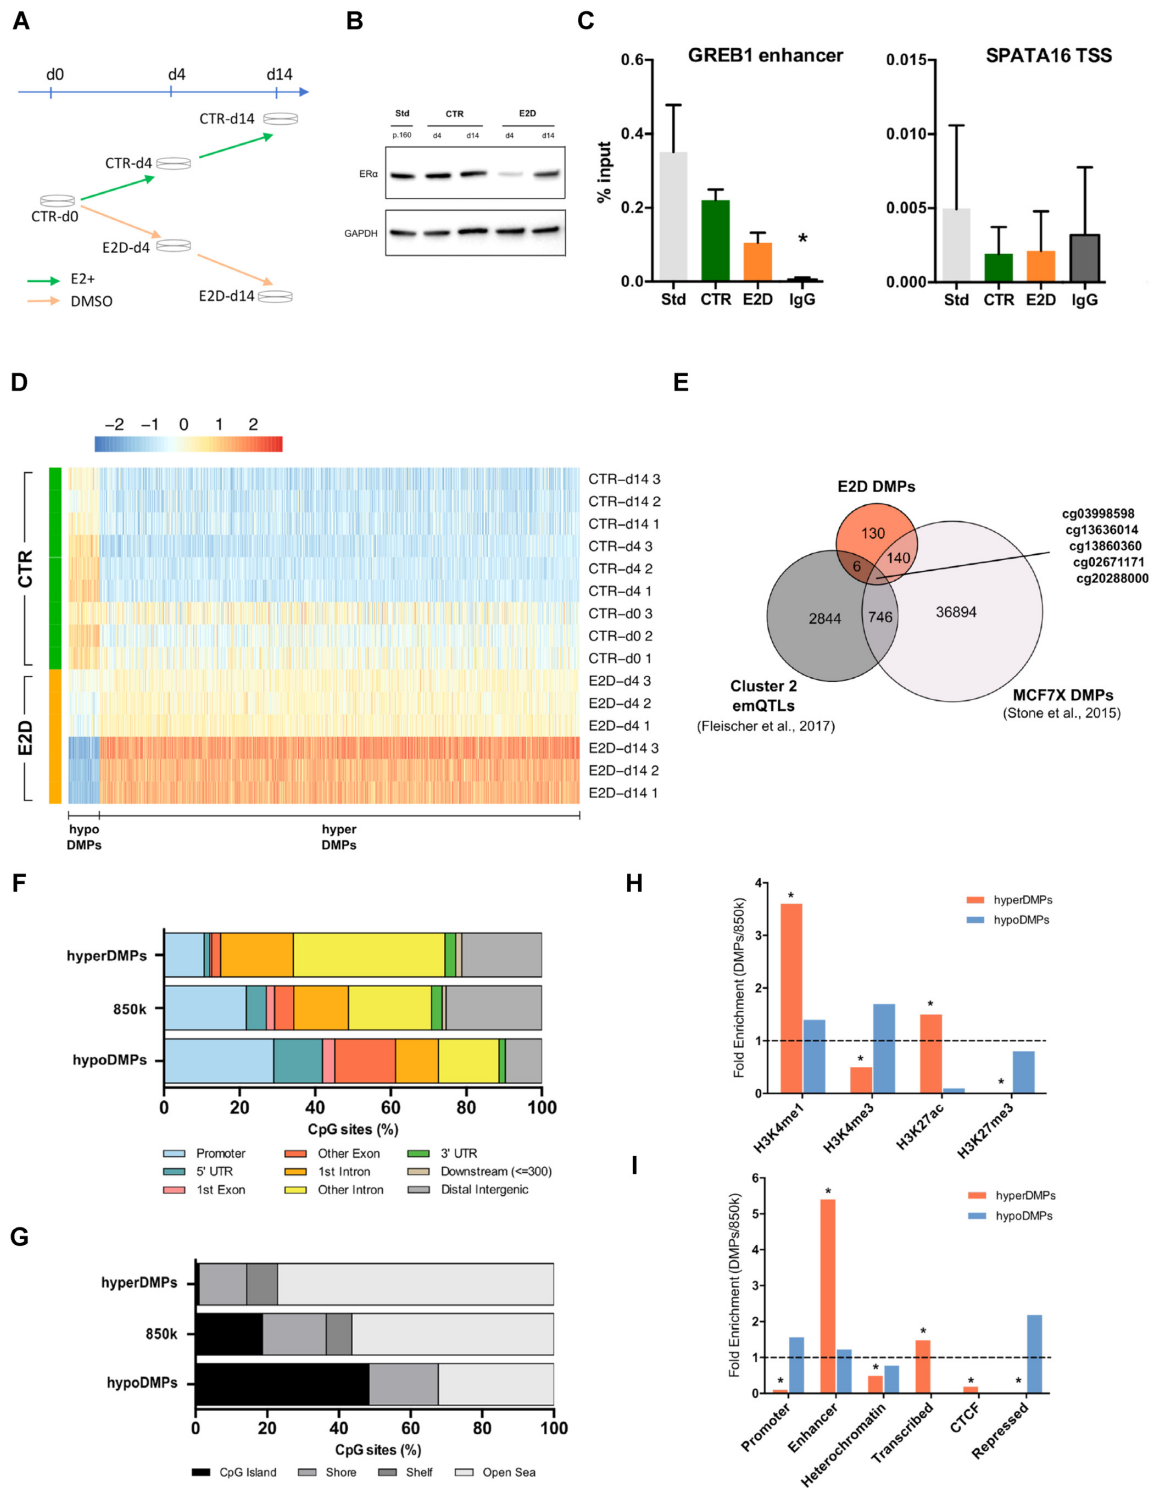 A
d0
d4
d14
CTR-d14
CTR-d4
CTR-d0
E2D-d4
E2D-d14
E2+
DMSO
B
Std
CTR
E2D
p.160
d4
d14
d4
d14
ERα
GAPDH
C
GREB1 enhancer
% input
0.6
0.4
0.2
0.0
*
Std
CTR
E2D
IgG
SPATA16 TSS
0.015
0.010
0.005
0.000
Std
CTR
E2D
IgG
D
−2
−1
0
1
2
CTR
E2D
CTR−d14 3
CTR−d14 2
CTR−d14 1
CTR−d4 3
CTR−d4 2
CTR−d4 1
CTR−d0 3
CTR−d0 2
CTR−d0 1
E2D−d4 3
E2D−d4 2
E2D−d4 1
E2D−d14 3
E2D−d14 2
E2D−d14 1
hypo
DMPs
hyper
DMPs
E
E2D DMPs
130
6
140
2844
746
36894
cg03998598
cg13636014
cg13860360
cg02671171
cg20288000
Cluster 2
emQTLs
(Fleischer et al., 2017)
MCF7X DMPs
(Stone et al., 2015)
F
hyperDMPs
850k
hypoDMPs
0
20
40
60
80
100
CpG sites (%)
Promoter
5' UTR
1st Exon
Other Exon
1st Intron
Other Intron
3' UTR
Downstream (<=300)
Distal Intergenic
G
hyperDMPs
850k
hypoDMPs
0
20
40
60
80
100
CpG sites (%)
CpG Island
Shore
Shelf
Open Sea
H
Fold Enrichment (DMPs/850k)
4
3
2
1
0
*
*
*
*
hyperDMPs
hypoDMPs
H3K4me1
H3K4me3
H3K27ac
H3K27me3
I
Fold Enrichment (DMPs/850k)
6
5
4
3
2
1
0
*
*
*
*
*
*
hyperDMPs
hypoDMPs
Promoter
Enhancer
Heterochromatin
Transcribed
CTCF
Repressed